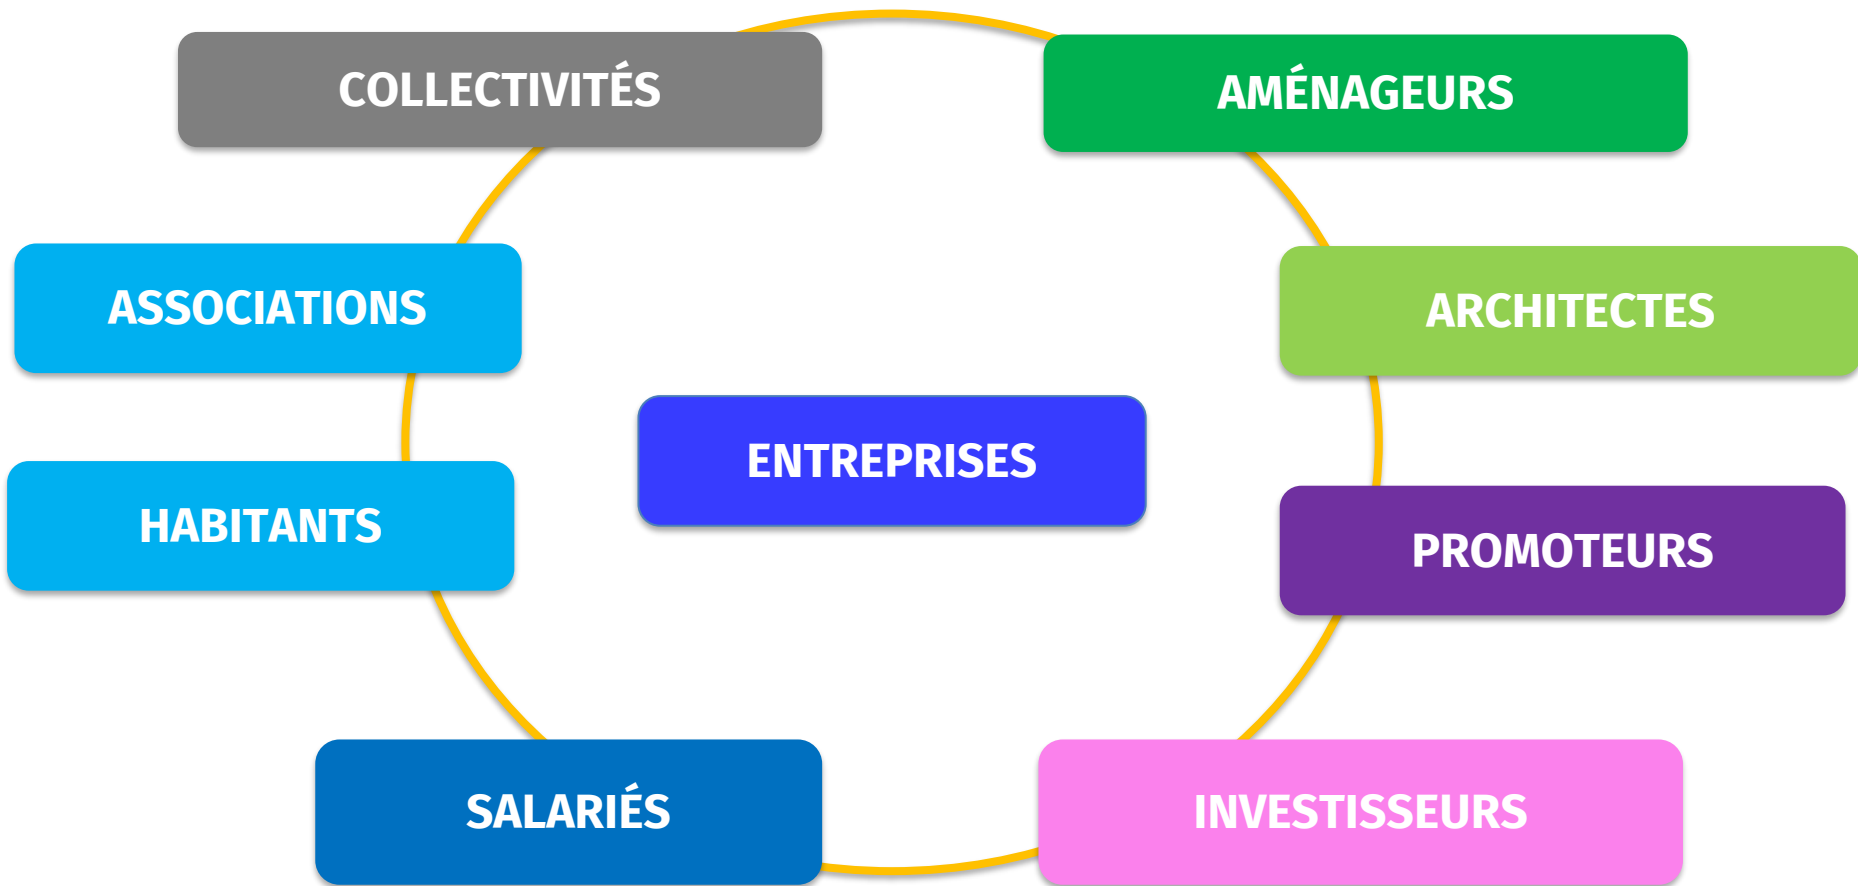 COLLECTIVITÉS
AMÉNAGEURS
ASSOCIATIONS
ARCHITECTES
ENTREPRISES
HABITANTS
PROMOTEURS
SALARIÉS
INVESTISSEURS